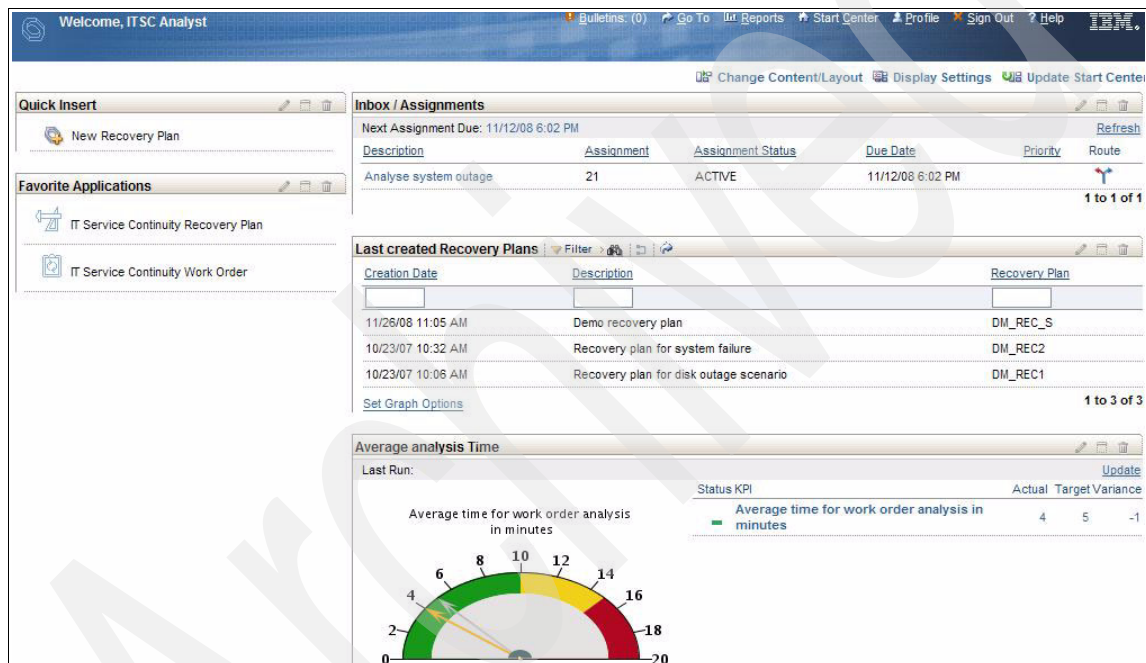 Welcome, ITSC Analyst
Bulletins: (0) Go To Reports Start Center Profile Sign Out ? Help IBM.
Change Content/Layout Display Settings Update Start Center
Quick Insert
New Recovery Plan
Favorite Applications
IT Service Continuity Recovery Plan
IT Service Continuity Work Order
Inbox / Assignments
Next Assignment Due: 11/12/08 6:02 PM Refresh
Description Assignment Assignment Status Due Date Priority Route
Analyse system outage 21 ACTIVE 11/12/08 6:02 PM
1 to 1 of 1
Last created Recovery Plans Filter
Creation Date Description Recovery Plan
11/26/08 11:05 AM Demo recovery plan DM_REC_S
10/23/07 10:32 AM Recovery plan for system failure DM_REC2
10/23/07 10:06 AM Recovery plan for disk outage scenario DM_REC1
Set Graph Options 1 to 3 of 3
Average analysis Time
Last Run: Update
Status KPI Actual Target Variance
Average time for work order analysis in
minutes 4 5 -1
Average time for work order analysis
in minutes
0 2 4 6 8 10 12 14 16 18 20
Archived